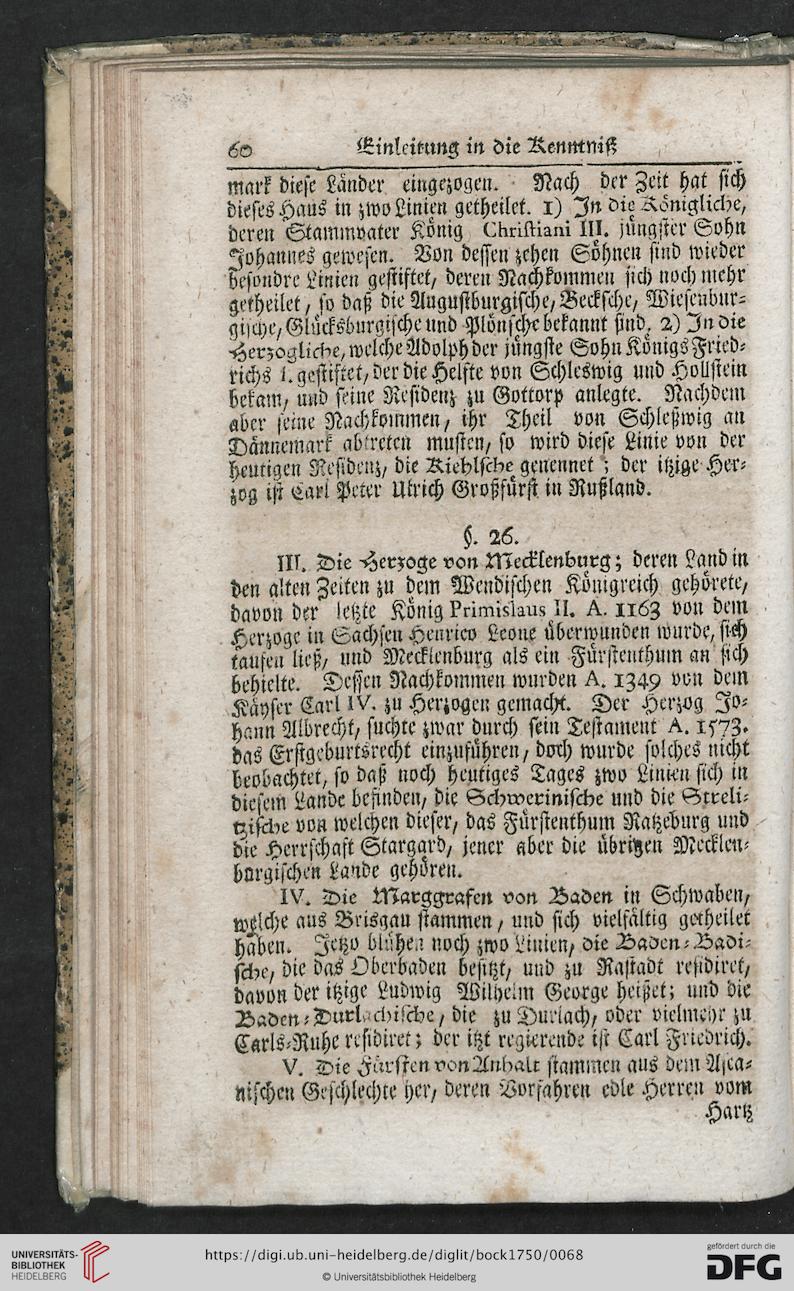 60 Einleitung in die Kenntniß
mark diese Länder eingezogen. Nach der Zeit hat sich
dieses Haus in zwo Linien getheilet. 1) In die Königliche,
deren Stammvater König Christiani III. jüngster Sohn
Johannes gewesen. Von dessen zehen Söhnen sind wieder
besondre Linien gestiftet, deren Nachkommen sich noch mehr
getheilet, so daß die Augustburgische, Becksche, Wiesenbur-
gische, Glücksburgische und Plönsche bekannt sind. 2) In die
Herzogliche, welche Adolph der jüngste Sohn Königs Fried-
richs I. gestiftet, der die Helfte von Schleswig und Hollstein
bekam, und seine Residenz zu Gottorp anlegte. Nachdem
aber seine Nachkommen, ihr Theil von Schleßwig an
Dännemark abtreten musten, so wird diese Linie von der
heutigen Residenz, die Kiehlsche genennet; der itzige Her-
zog ist Carl Peter Ulrich Großfürst in Rußland.
§. 26.
III. Die Herzoge von Mecklenburg; deren Land in
den alten Zeiten zu dem Wendischen Königreich gehörete,
davon der letzte König Primislaus II. A. 1163 von dem
Herzoge in Sachsen Henrico Leone überwunden wurde, sich
taufen ließ, und Mecklenburg als ein Fürstenthum an sich
behielte. Dessen Nachkommen wurden A. 1349 von dem
Käyser Carl IV. zu Herzogen gemacht. Der Herzog Jo-
hann Albrecht, suchte zwar durch sein Testament A. 1573.
das Erstgeburtsrecht einzuführen, doch wurde solches nicht
beobachtet, so daß noch heutiges Tages zwo Linien sich in
diesem Lande befinden, die Schwerinische und die Streli-
tzische von welchen dieser, das Fürstenthum Ratzeburg und
die Herrschaft Stargard, jener aber die übrigen Mecklen-
burgischen Lande gehören.
IV. Die Marggrafen von Baden in Schwaben,
welche aus Brisgau stammen, und sich vielfältig getheilet
haben. Jetzo blühen noch zwo Linien, die Baden-Badi-
sche, die das Oberbaden besitzt, und zu Rastadt residiret,
davon der itzige Ludwig Wilhelm George heißet; und die
Baden-Durlachische, die zu Durlach, oder vielmehr zu
Carls-Ruhe residiret; der itzt regierende ist Carl Friedrich.
V. Die Fürsten von Anhalt stammen aus dem Asca-
nischen Geschlechte her, deren Vorfahren edle Herren vom
Hartz
UNIVERSITÄTS-
BIBLIOTHEK
HEIDELBERG
https://digi.ub.uni-heidelberg.de/diglit/bock1750/0068
© Universitätsbibliothek Heidelberg
gefördert durch die
DFG